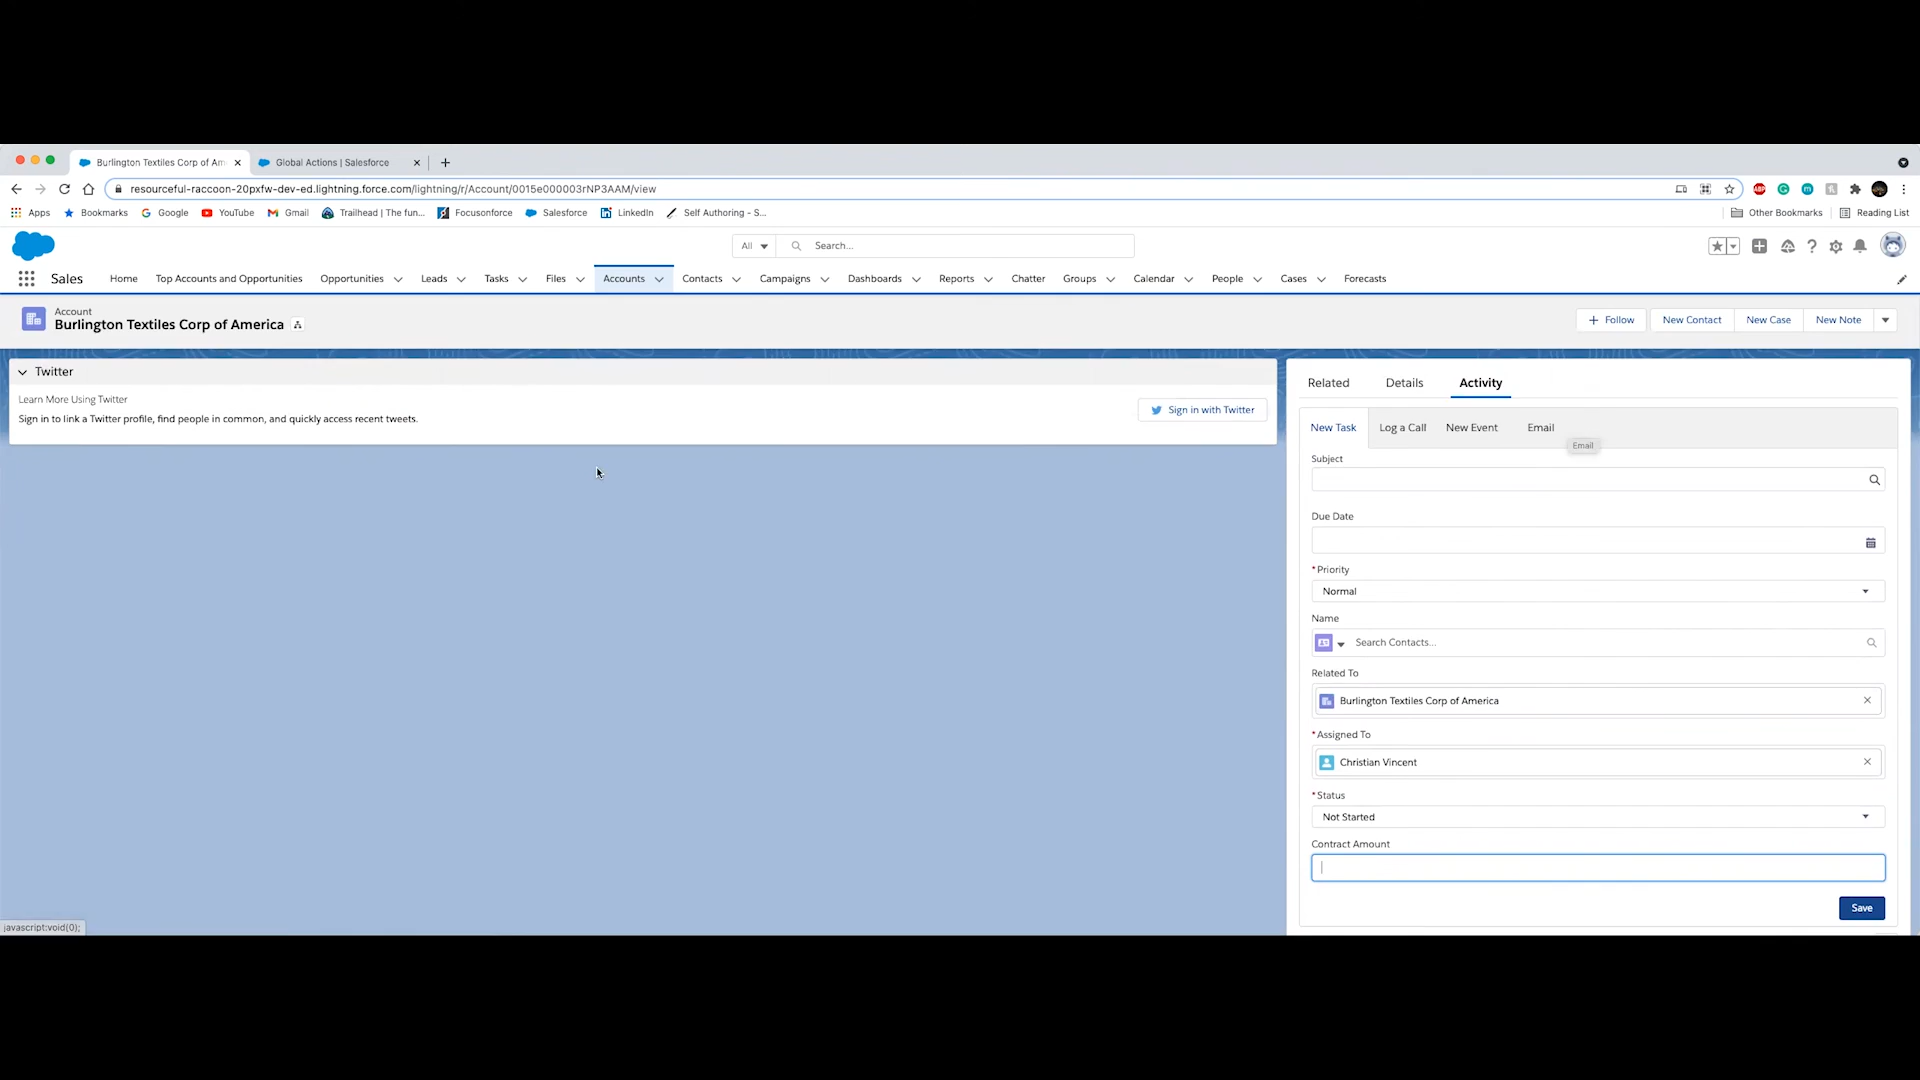 Burlington Textiles Corp of Am
Global Actions | Salesforce
resourceful-raccoon-20pxfw-dev-ed.lightning.force.com/lightning/r/Account/0015e000003rNP3AAM/view
Apps Bookmarks Google YouTube Gmail Trailhead | The fun... Focusonforce Salesforce LinkedIn Self Authoring - S... Other Bookmarks Reading List
All Search...
Sales Home Top Accounts and Opportunities Opportunities Leads Tasks Files Accounts Contacts Campaigns Dashboards Reports Chatter Groups Calendar People Cases Forecasts
Account
Burlington Textiles Corp of America
Follow New Contact New Case New Note
Twitter
Learn More Using Twitter
Sign in to link a Twitter profile, find people in common, and quickly access recent tweets.
Sign in with Twitter
Related Details Activity
New Task Log a Call New Event Email
Email
Subject
Due Date
*Priority
Normal
Name
Search Contacts...
Related To
Burlington Textiles Corp of America
*Assigned To
Christian Vincent
*Status
Not Started
Contract Amount
Save
javascript:void(0);